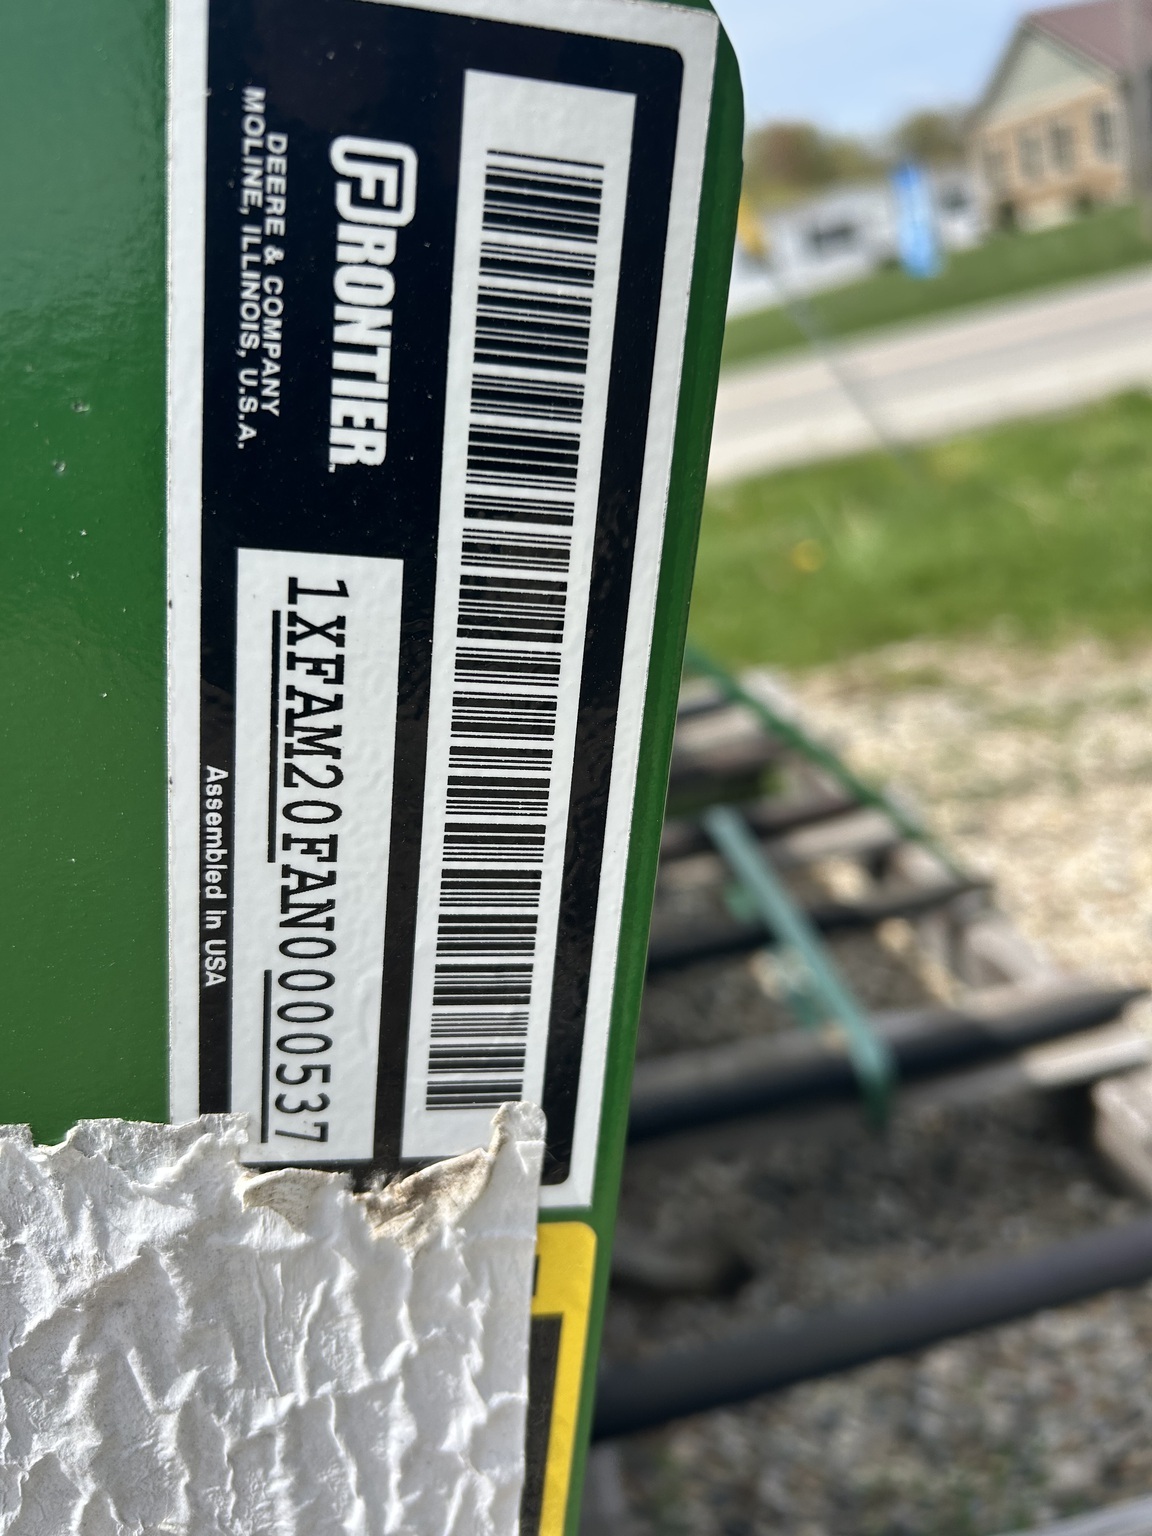 FRONTIER
DEERE & COMPANY
MOLINE, ILLINOIS, U.S.A.
1XFAM20FAN0000537
Assembled in USA